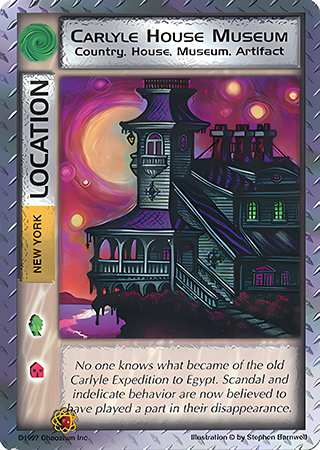 CARLYLE HOUSE MUSEUM
Country, House, Museum, Artifact
LOCATION
NEW YORK
No one knows what became of the old
Carlyle Expedition to Egypt. Scandal and
indelicate behavior are now believed to
have played a part in their disappearance.
©1997 Chaosium Inc.
Illustration © by Stephen Barnwell